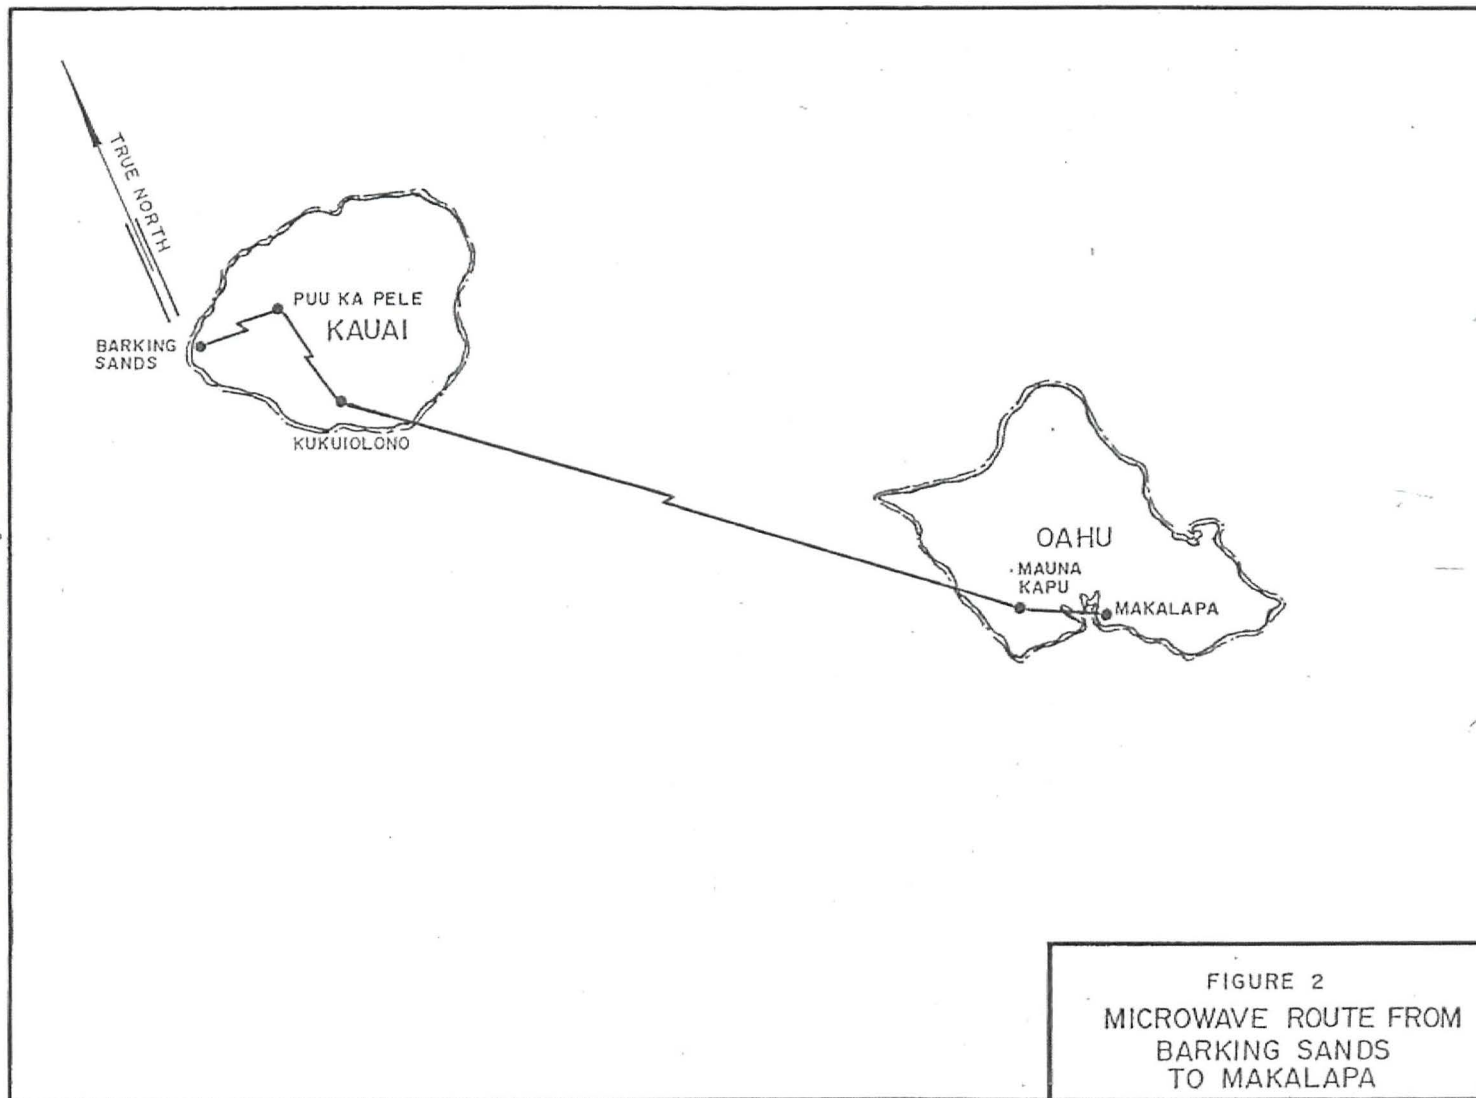 TRUE NORTH
PUU KA PELE
KAUAI
BARKING
SANDS
KUKUIOLONO
OAHU
MAUNA
KAPU
MAKALAPA
FIGURE 2
MICROWAVE ROUTE FROM
BARKING SANDS
TO MAKALAPA